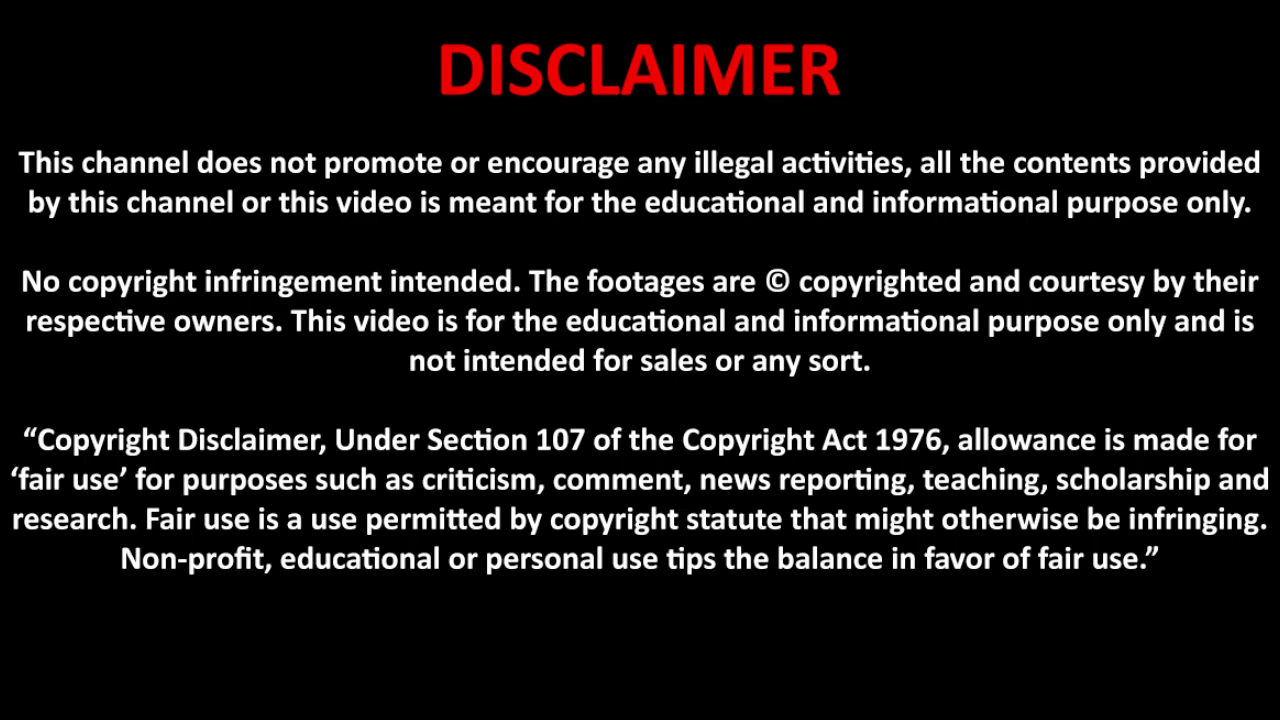 DISCLAIMER
This channel does not promote or encourage any illegal activities, all the contents provided
by this channel or this video is meant for the educational and informational purpose only.
No copyright infringement intended. The footages are © copyrighted and courtesy by their
respective owners. This video is for the educational and informational purpose only and is
not intended for sales or any sort.
“Copyright Disclaimer, Under Section 107 of the Copyright Act 1976, allowance is made for
‘fair use’ for purposes such as criticism, comment, news reporting, teaching, scholarship and
research. Fair use is a use permitted by copyright statute that might otherwise be infringing.
Non-profit, educational or personal use tips the balance in favor of fair use.”